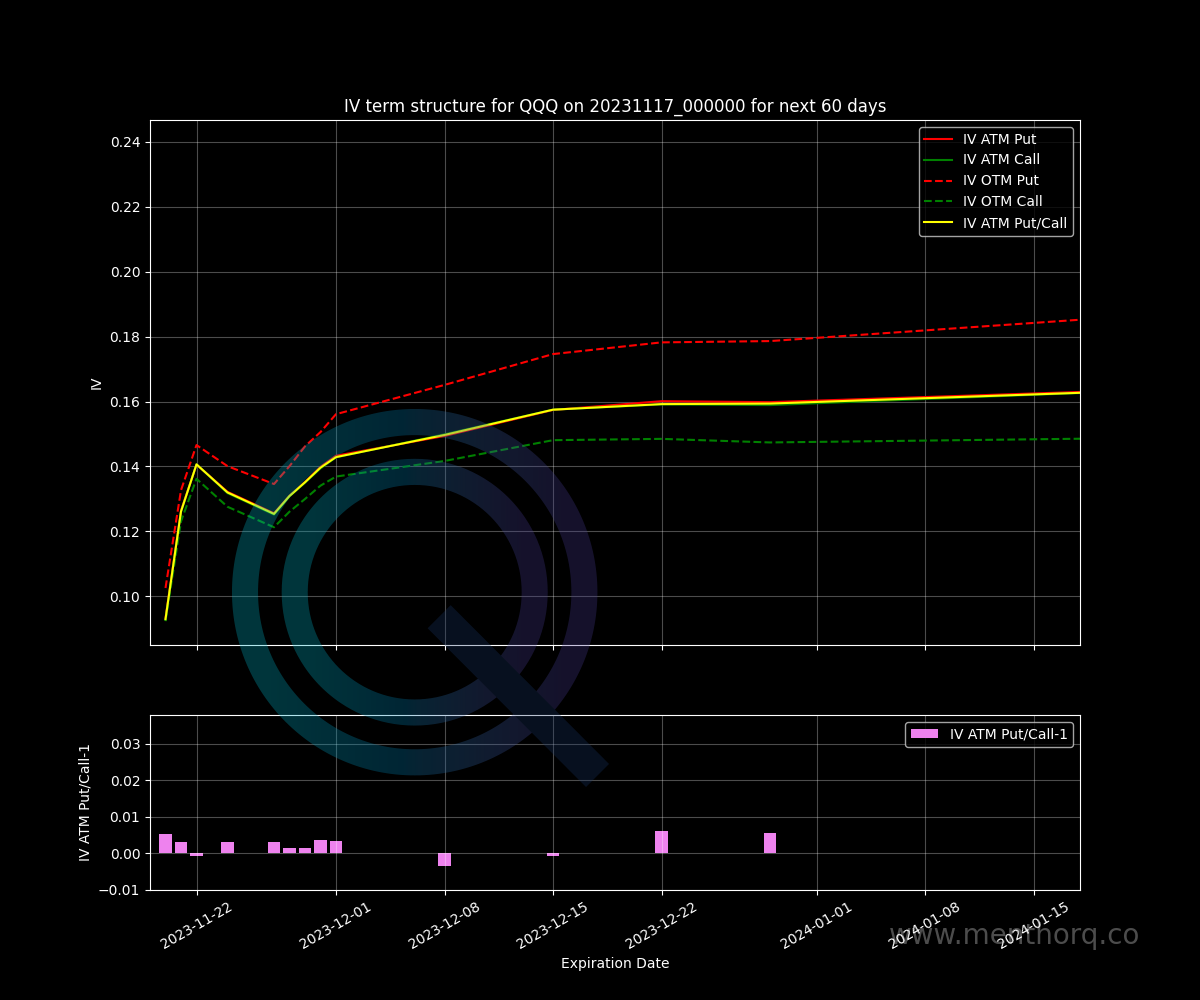 IV term structure for QQQ on 20231117_000000 for next 60 days
IV ATM Put
IV ATM Call
IV OTM Put
IV OTM Call
IV ATM Put/Call
0.24
0.22
0.20
0.18
0.16
0.14
0.12
0.10
IV
IV ATM Put/Call-1
0.03
0.02
0.01
0.00
−0.01
IV ATM Put/Call-1
2023-11-22
2023-12-01
2023-12-08
2023-12-15
2023-12-22
2024-01-01
2024-01-08
2024-01-15
www.menthorq.co
Expiration Date